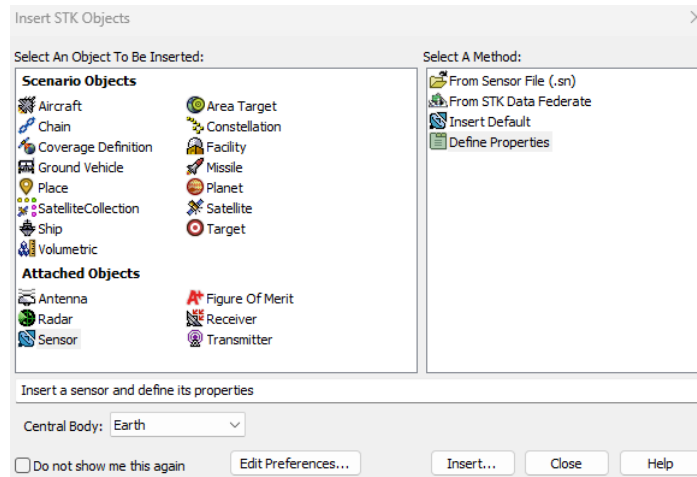 Insert STK Objects
Select An Object To Be Inserted:
Scenario Objects
Aircraft
Area Target
Chain
Constellation
Coverage Definition
Facility
Ground Vehicle
Missile
Place
Planet
SatelliteCollection
Satellite
Ship
Target
Volumetric
Attached Objects
Antenna
Figure Of Merit
Radar
Receiver
Sensor
Transmitter
Select A Method:
From Sensor File (.sn)
From STK Data Federate
Insert Default
Define Properties
Insert a sensor and define its properties
Central Body: Earth
Do not show me this again
Edit Preferences...
Insert...
Close
Help